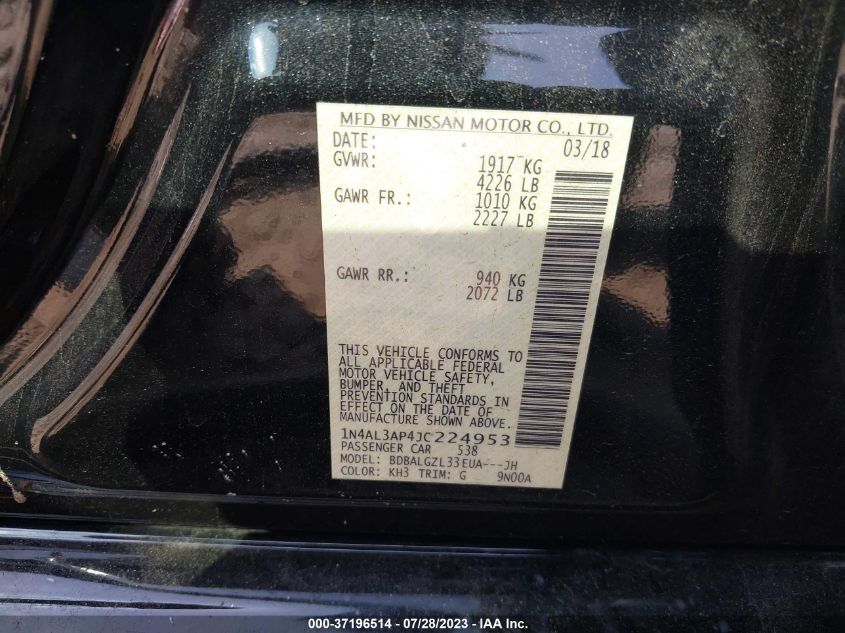 MFD BY NISSAN MOTOR CO., LTD.
DATE: 03/18
GVWR: 1917 KG
4226 LB
GAWR FR.: 1010 KG
2227 LB
GAWR RR.: 940 KG
2072 LB
THIS VEHICLE CONFORMS TO
ALL APPLICABLE FEDERAL
MOTOR VEHICLE SAFETY,
BUMPER, AND THEFT
PREVENTION STANDARDS IN
EFFECT ON THE DATE OF
MANUFACTURE SHOWN ABOVE.
1N4AL3AP4JC224953
PASSENGER CAR 538
MODEL: BDBALGZL33EUA---JH
COLOR: KH3 TRIM: G 9N00A
000-37196514 / 07/28/2023 - © IAA Inc.